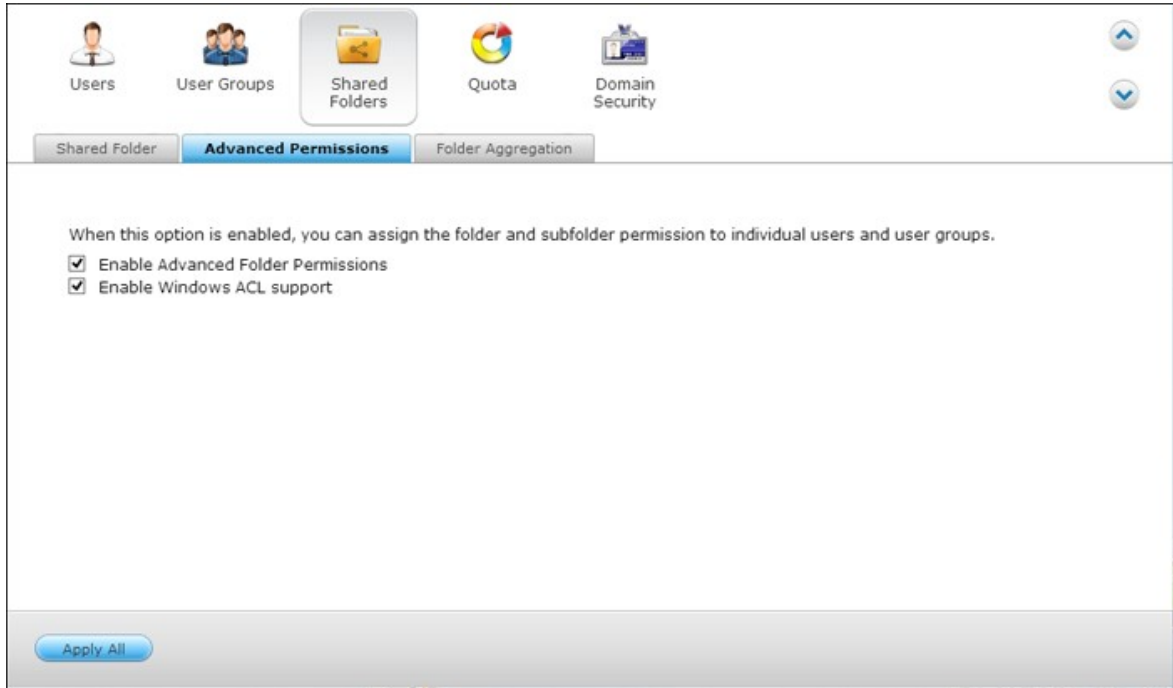 Users
User Groups
Shared
Folders
Quota
Domain
Security
Shared Folder
Advanced Permissions
Folder Aggregation
When this option is enabled, you can assign the folder and subfolder permission to individual users and user groups.
Enable Advanced Folder Permissions
Enable Windows ACL support
Apply All